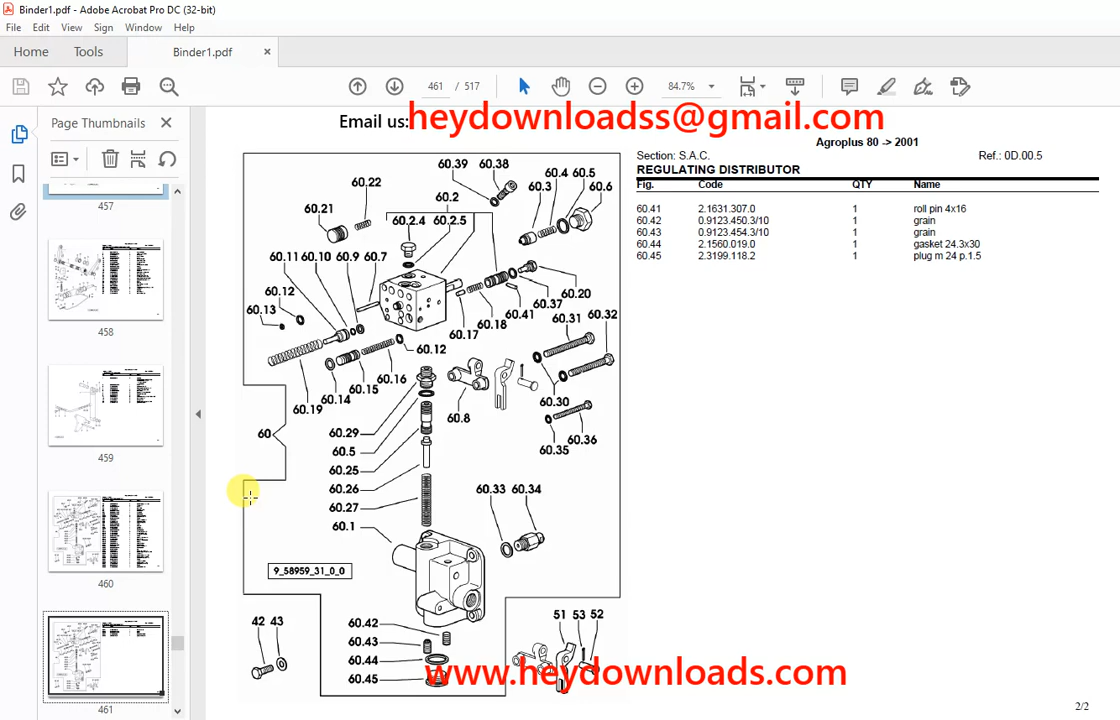 Binder1.pdf - Adobe Acrobat Pro DC (32-bit)
File Edit View Sign Window Help
Home Tools Binder1.pdf ×
461 / 517 84.7%
Page Thumbnails
457
458
459
460
461
Email us: heydownloadss@gmail.com
Agroplus 80 -> 2001
Section: S.A.C. Ref.: 0D.00.5
REGULATING DISTRIBUTOR
Fig. Code QTY Name
60.41 2.1631.307.0 1 roll pin 4x16
60.42 0.9123.450.3/10 1 grain
60.43 0.9123.454.3/10 1 grain
60.44 2.1560.019.0 1 gasket 24.3x30
60.45 2.3199.118.2 1 plug m 24 p.1.5
60.39 60.38
60.4 60.5
60.3 60.6
60.22
60.2
60.21
60.2.4 60.2.5
60.11 60.10 60.9 60.7
60.12
60.13
60.20
60.37
60.41
60.18
60.17
60.31 60.32
60.12
60.16
60.15
60.14
60.19
60.8
60.30
60.36
60.35
60.29
60
60.5
60.25
60.26
60.27
60.1
60.33 60.34
9_58959_31_0_0
42 43
60.42
60.43
60.44
60.45
51 53 52
www.heydownloads.com
2/2